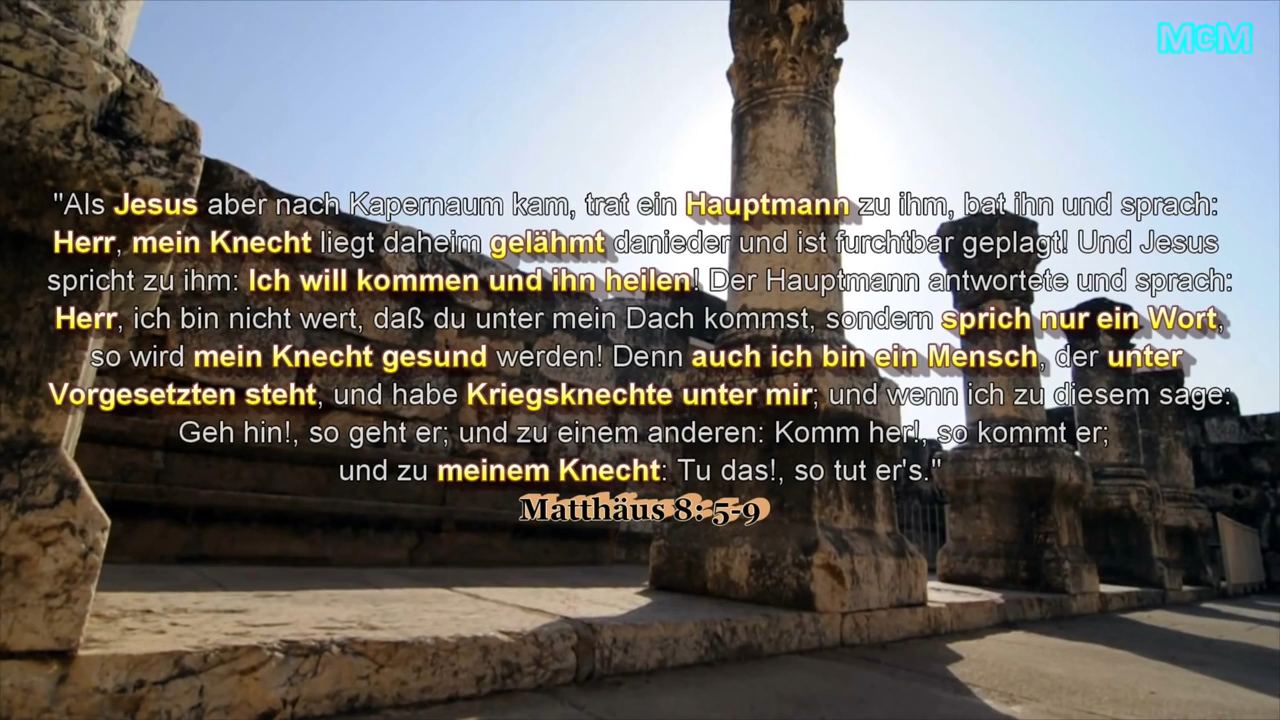 McM
"Als Jesus aber nach Kapernaum kam, trat ein Hauptmann zu ihm, bat ihn und sprach:
Herr, mein Knecht liegt daheim gelähmt danieder und ist furchtbar geplagt! Und Jesus
spricht zu ihm: Ich will kommen und ihn heilen! Der Hauptmann antwortete und sprach:
Herr, ich bin nicht wert, daß du unter mein Dach kommst, sondern sprich nur ein Wort,
so wird mein Knecht gesund werden! Denn auch ich bin ein Mensch, der unter
Vorgesetzten steht, und habe Kriegsknechte unter mir; und wenn ich zu diesem sage:
Geh hin!, so geht er; und zu einem anderen: Komm her!, so kommt er;
und zu meinem Knecht: Tu das!, so tut er's."
Matthäus 8: 5-9